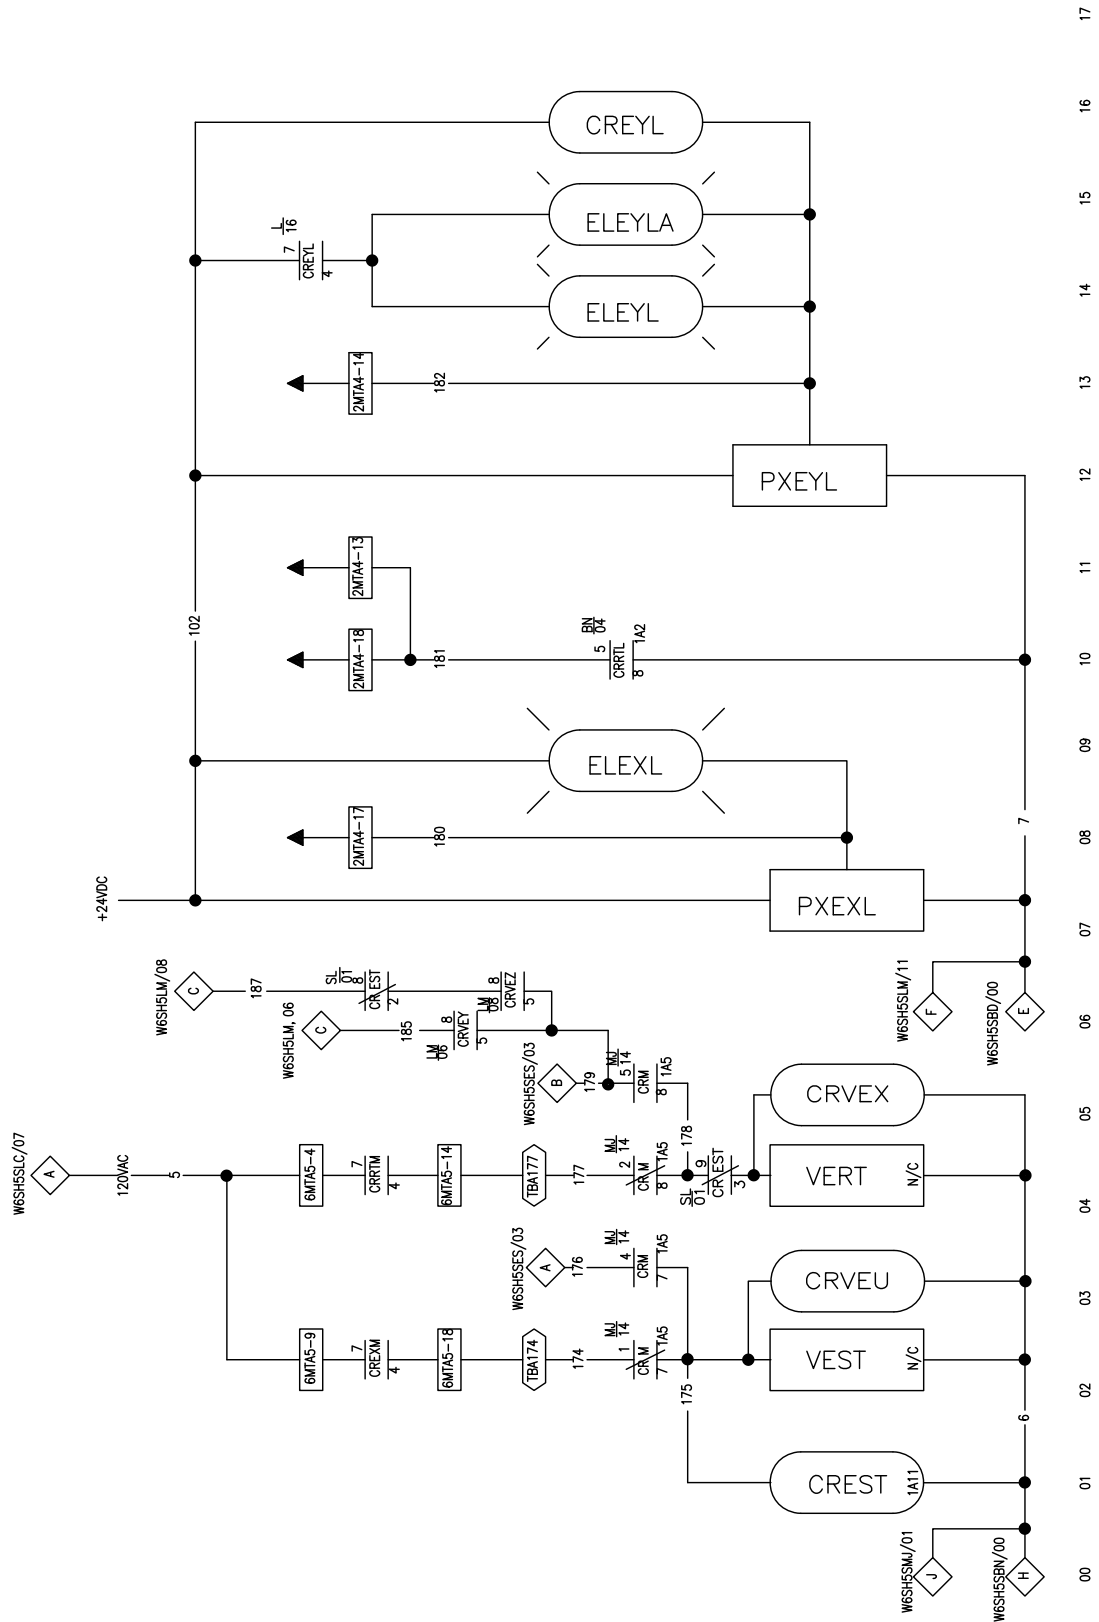 17
16
15
14
13
12
11
10
09
08
07
06
05
04
03
02
01
00
CREYL
ELEYLA
ELEYL
L
16
7
CREYL
4
2MTA4-14
182
PXEYL
102
2MTA4-13
2MTA4-18
181
BN
04
5
CRRTL
1A2
8
ELEXL
2MTA4-17
180
7
+24VDC
PXEXL
W6SH5LM/08
C
187
SL
01
8
CREST
2
LM
08
8
CRVEZ
5
W6SH5LM, 06
C
185
LM
06
8
CRVEY
5
W6SH5SLM/11
F
W6SH5SBD/00
E
W6SH5SES/03
B
179
MJ
14
5
CRM
1A5
8
178
CRVEX
W6SH5SLC/07
A
120VAC
5
6MTA5-4
7
CRRTM
4
6MTA5-14
TBA177
177
MJ
14
2
CRM
1A5
8
SL
01
9
CREST
3
VERT
N/C
W6SH5SES/03
A
176
MJ
14
4
CRM
1A5
7
CRVEU
6MTA5-9
7
CREXM
4
6MTA5-18
TBA174
174
MJ
14
1
CRM
1A5
7
VEST
N/C
175
6
CREST
1A11
W6SH5SMJ/01
J
W6SH5SBN/00
H